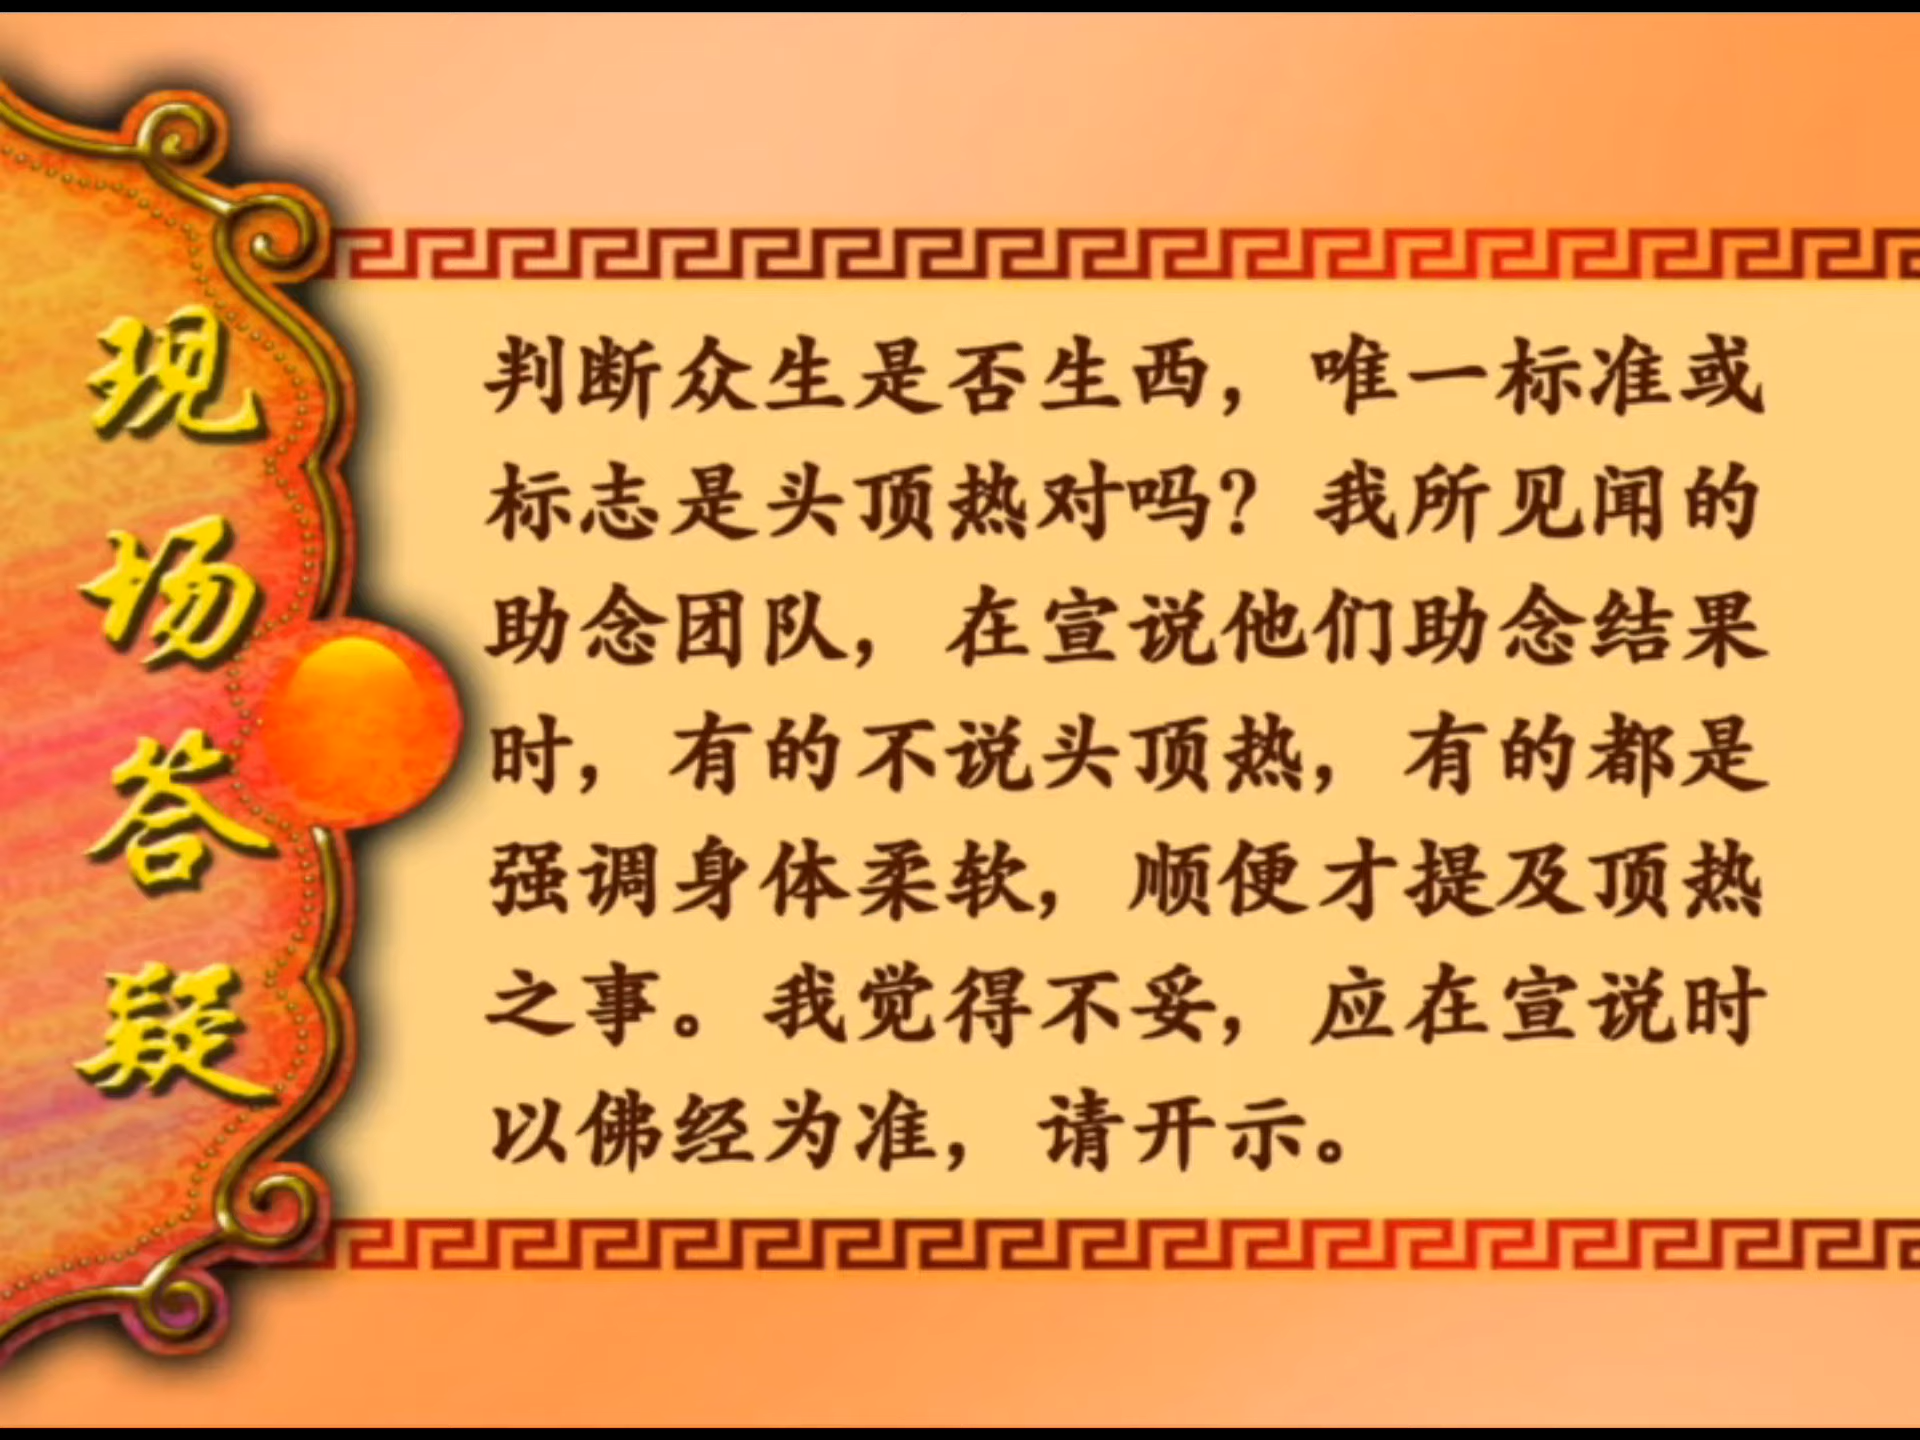 现场答疑
判断众生是否生西，唯一标准或
标志是头顶热对吗？我所见闻的
助念团队，在宣说他们助念结果
时，有的不说头顶热，有的都是
强调身体柔软，顺便才提及顶热
之事。我觉得不妥，应在宣说时
以佛经为准，请开示。